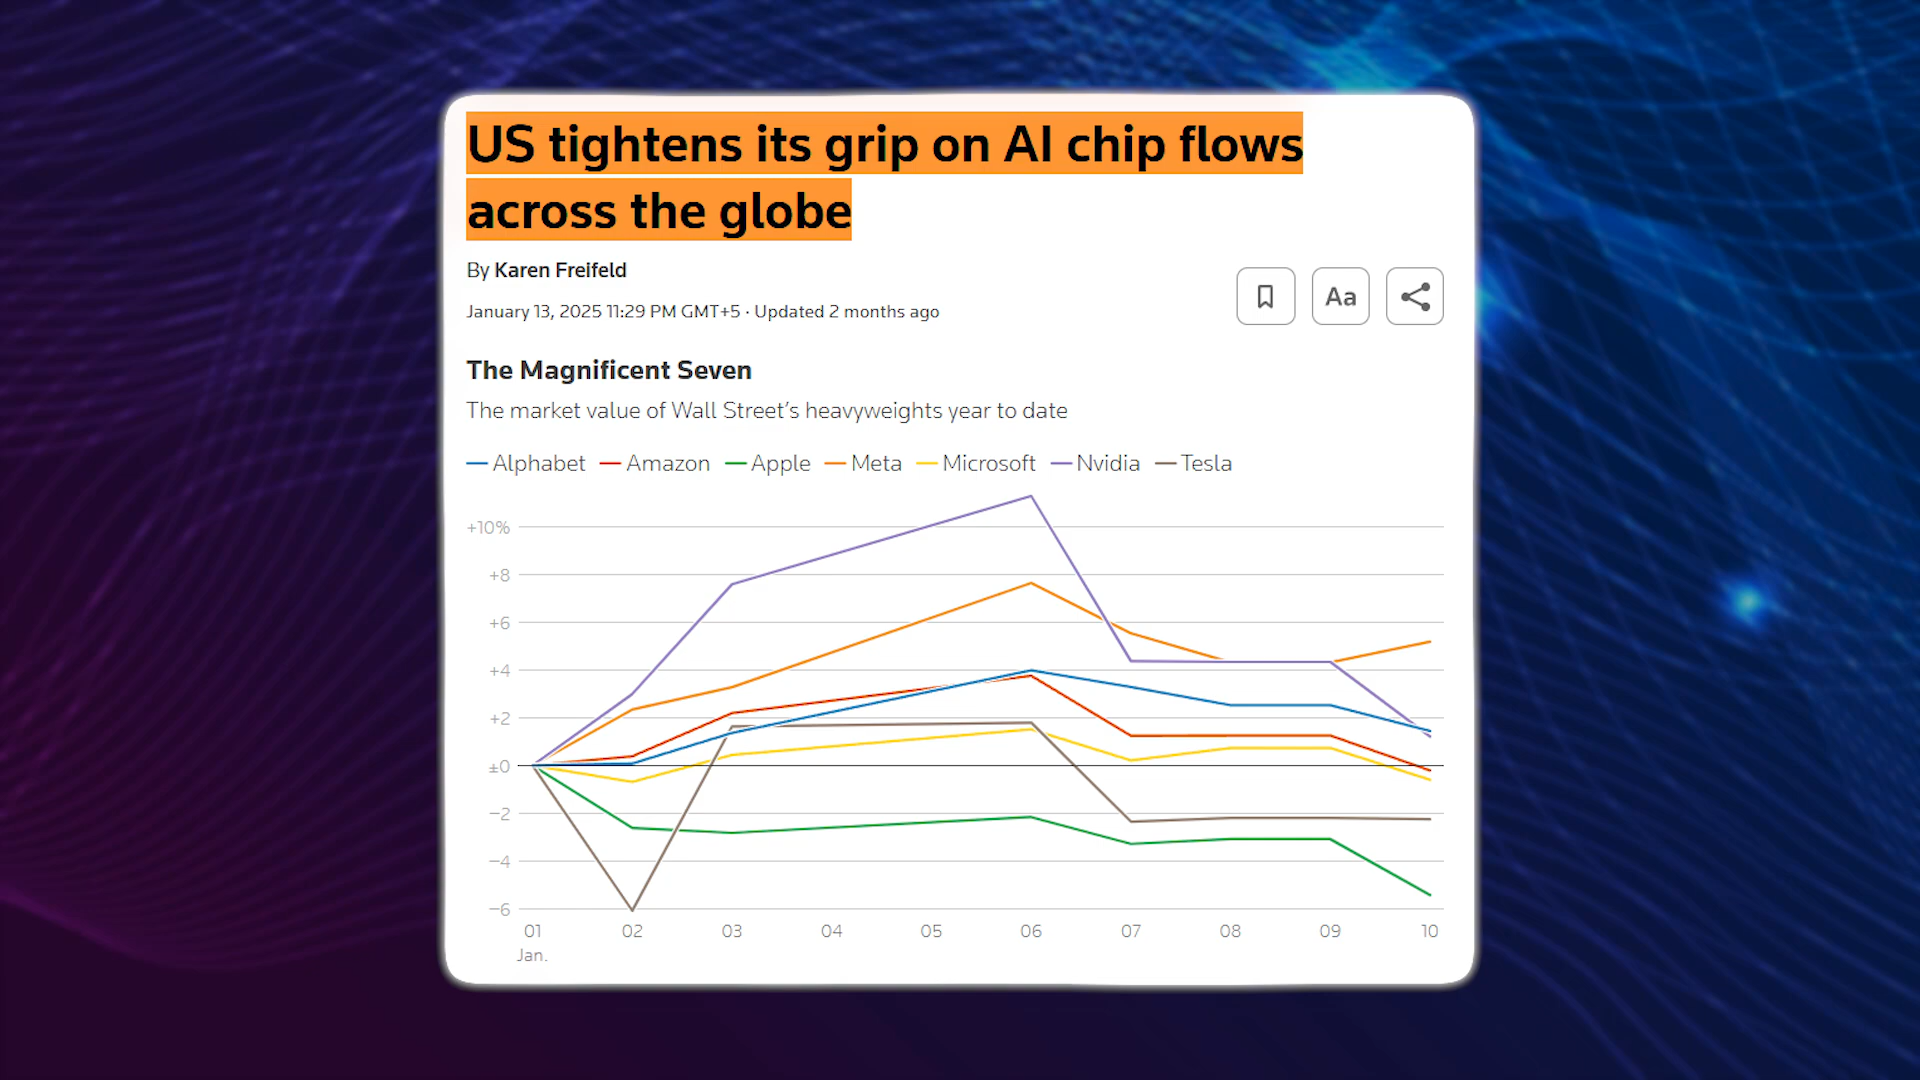 US tightens its grip on AI chip flows
across the globe
By Karen Freifeld
January 13, 2025 11:29 PM GMT+5 · Updated 2 months ago
Aa
The Magnificent Seven
The market value of Wall Street’s heavyweights year to date
Alphabet Amazon Apple Meta Microsoft Nvidia Tesla
+10%
+8
+6
+4
+2
±0
−2
−4
−6
01 02 03 04 05 06 07 08 09 10
Jan.